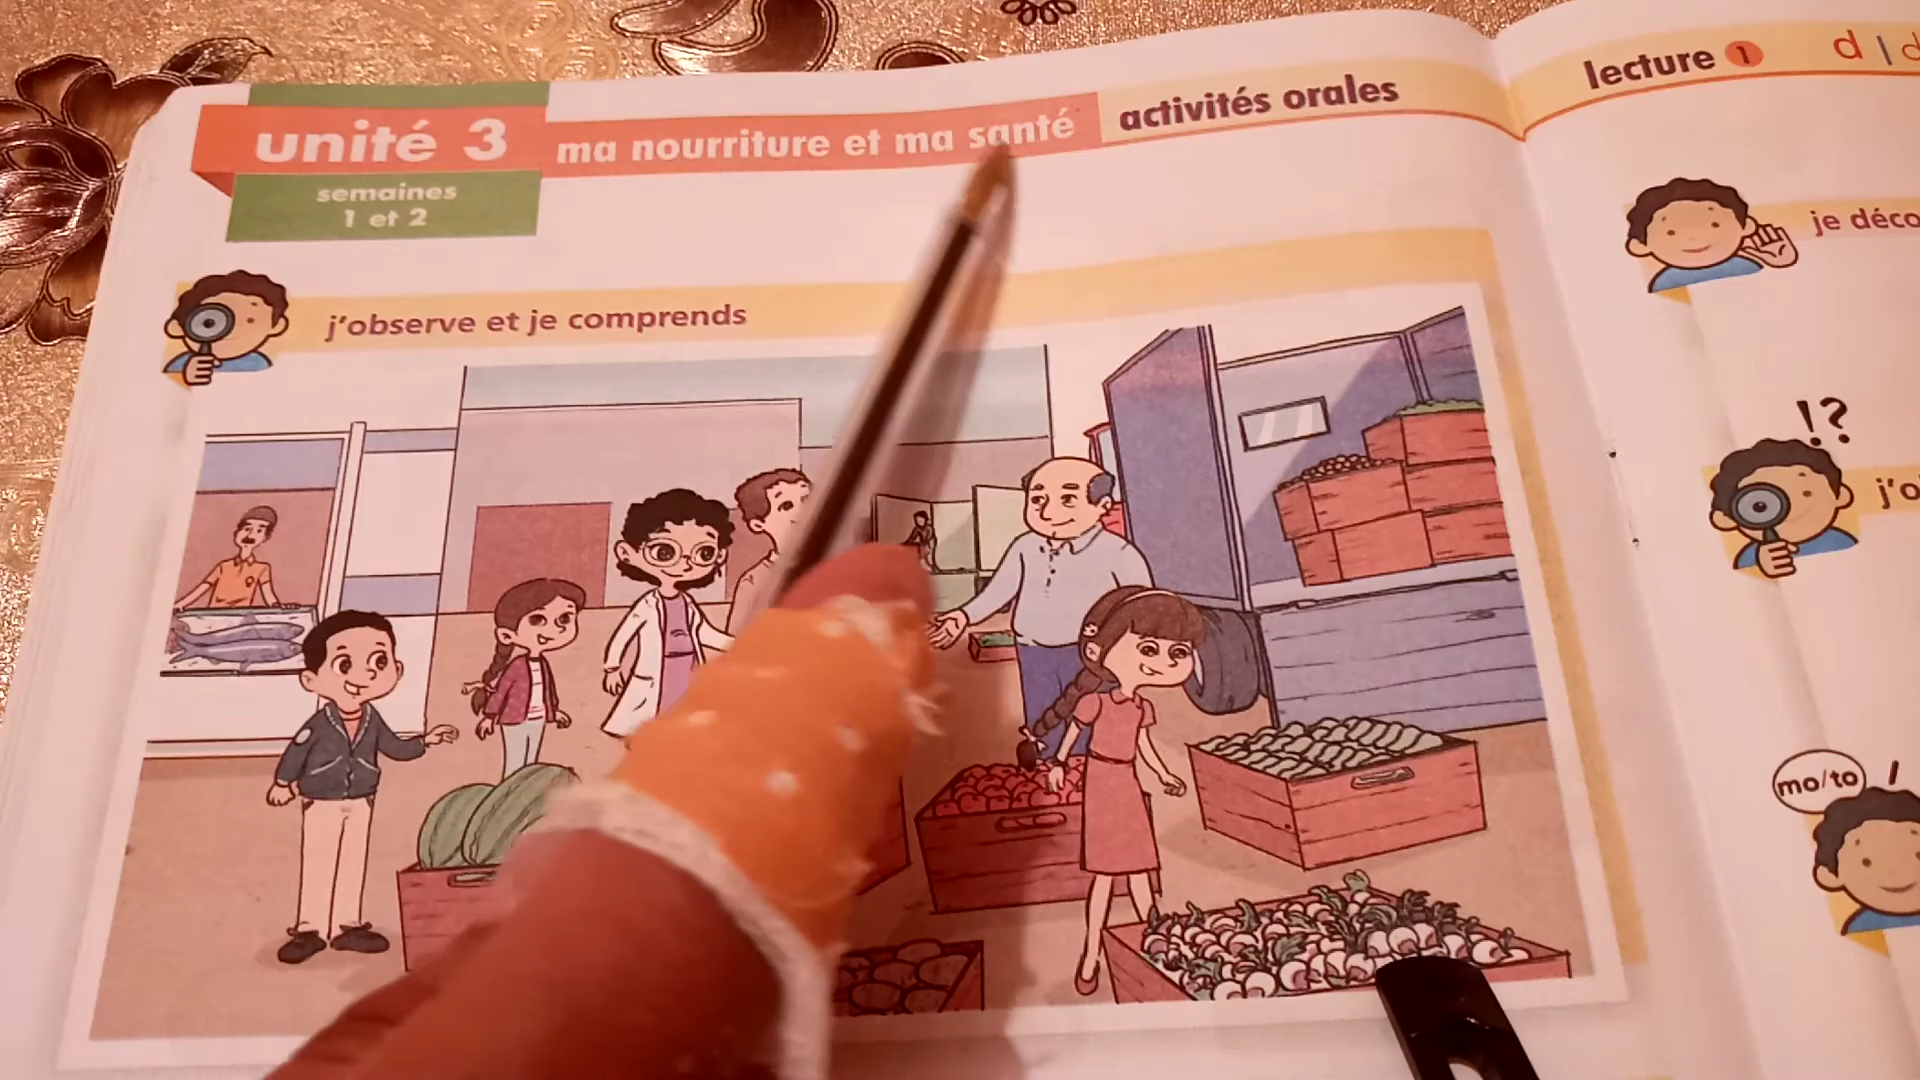 unité 3
ma nourriture et ma santé
activités orales
semaines
1 et 2
j'observe et je comprends
lecture 1
d | d
je déco
!?
j'o
mo/to